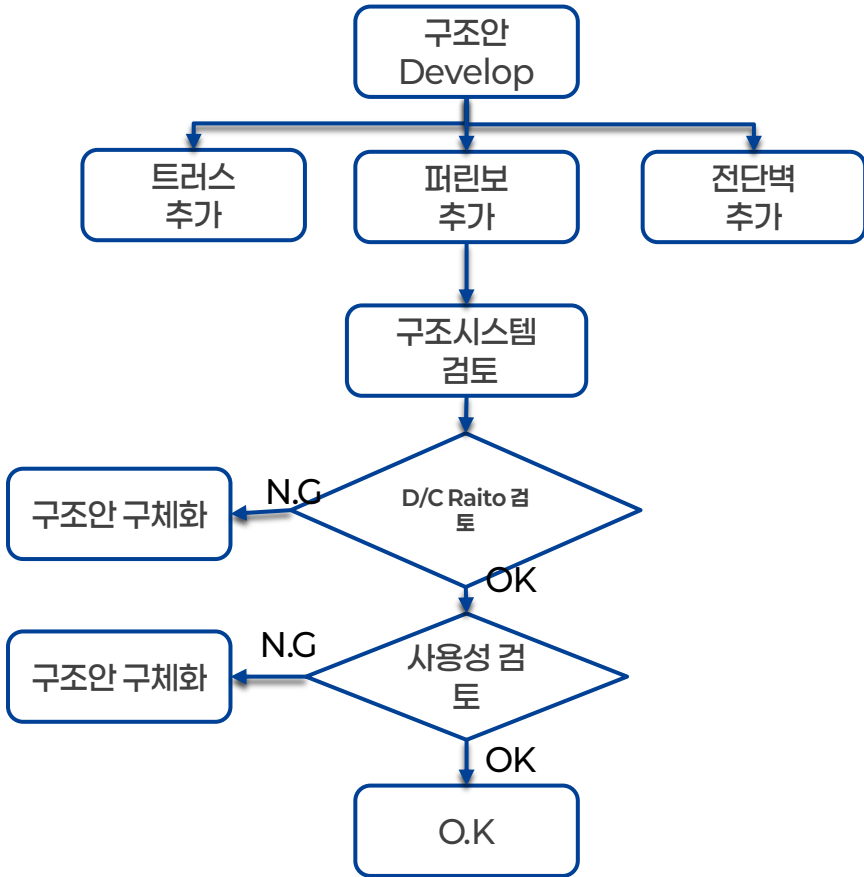 구조안
Develop
트러스
추가
퍼린보
추가
전단벽
추가
구조시스템
검토
D/C Raito 검
토
N.G
구조안 구체화
OK
사용성 검
토
N.G
구조안 구체화
OK
O.K